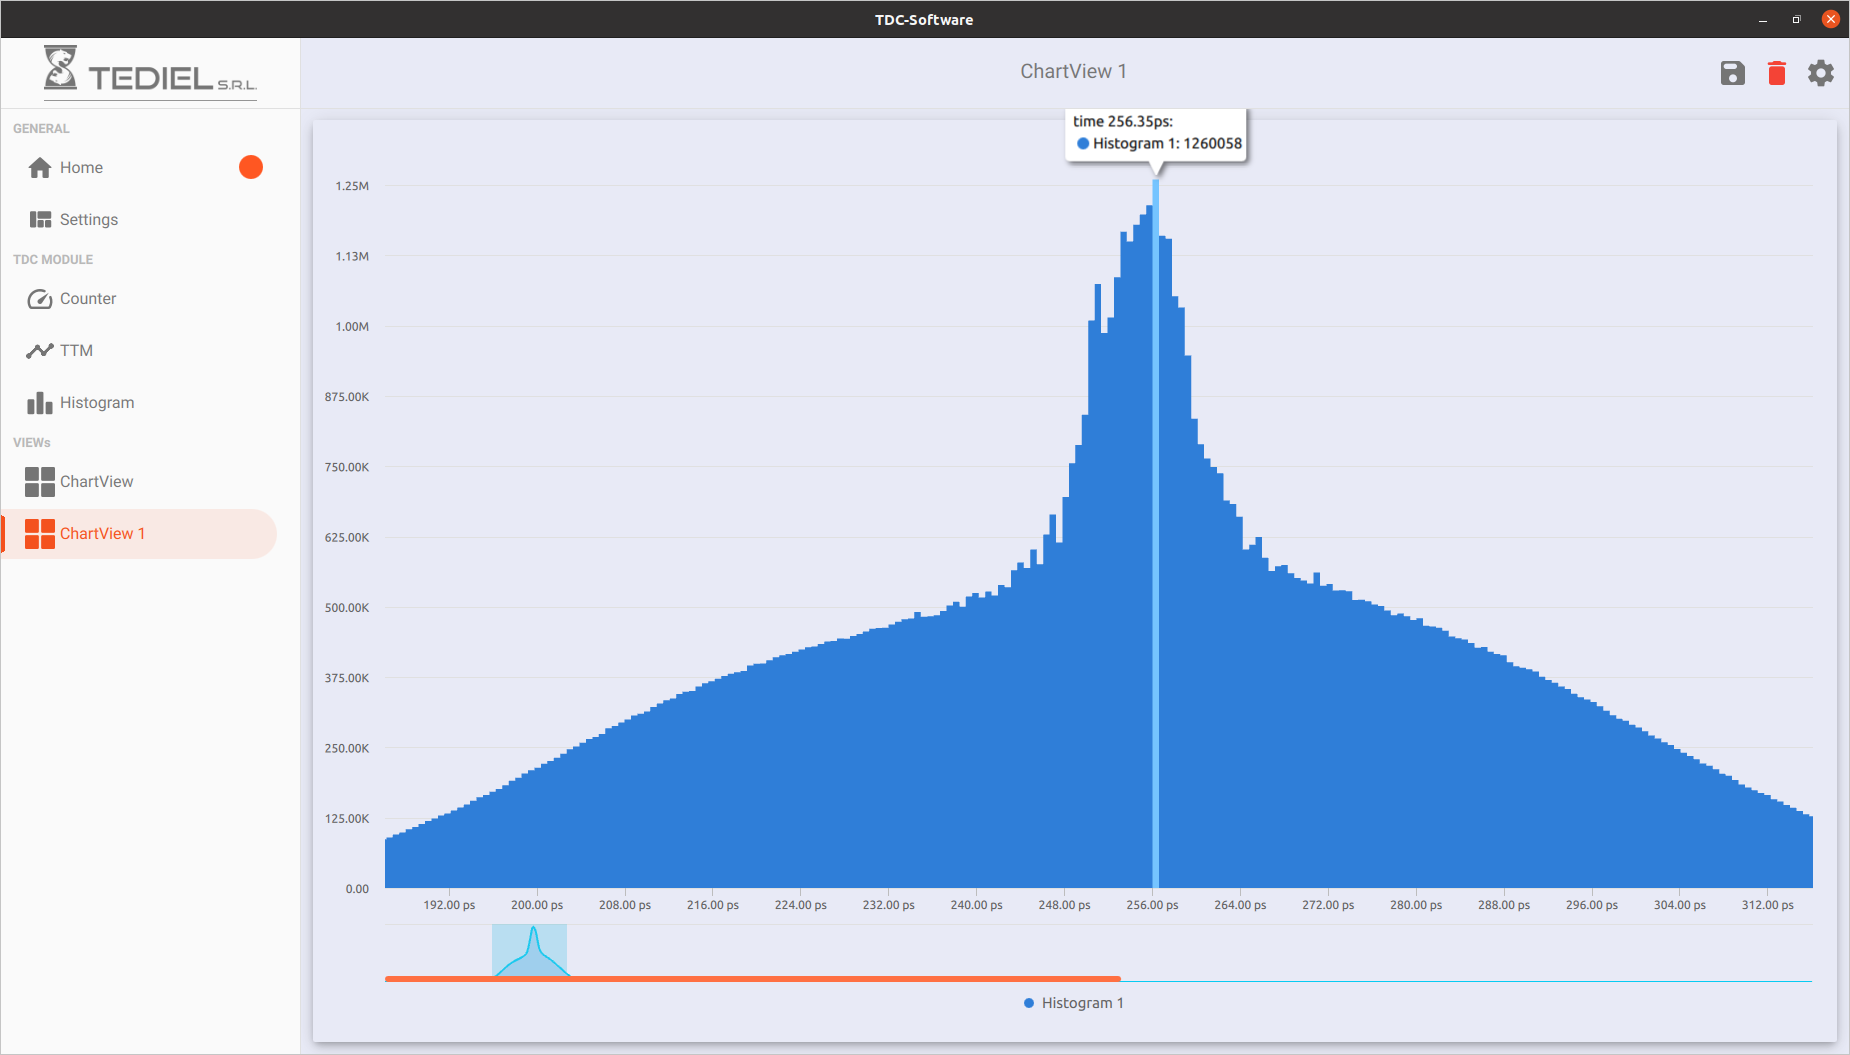 TDC-Software
TEDIEL S.R.L.
ChartView 1
GENERAL
Home
Settings
TDC MODULE
Counter
TTM
Histogram
VIEWs
ChartView
ChartView 1
time 256.35ps:
Histogram 1: 1260058
1.25M
1.13M
1.00M
875.00K
750.00K
625.00K
500.00K
375.00K
250.00K
125.00K
0.00
192.00 ps 200.00 ps 208.00 ps 216.00 ps 224.00 ps 232.00 ps 240.00 ps 248.00 ps 256.00 ps 264.00 ps 272.00 ps 280.00 ps 288.00 ps 296.00 ps 304.00 ps 312.00 ps
Histogram 1